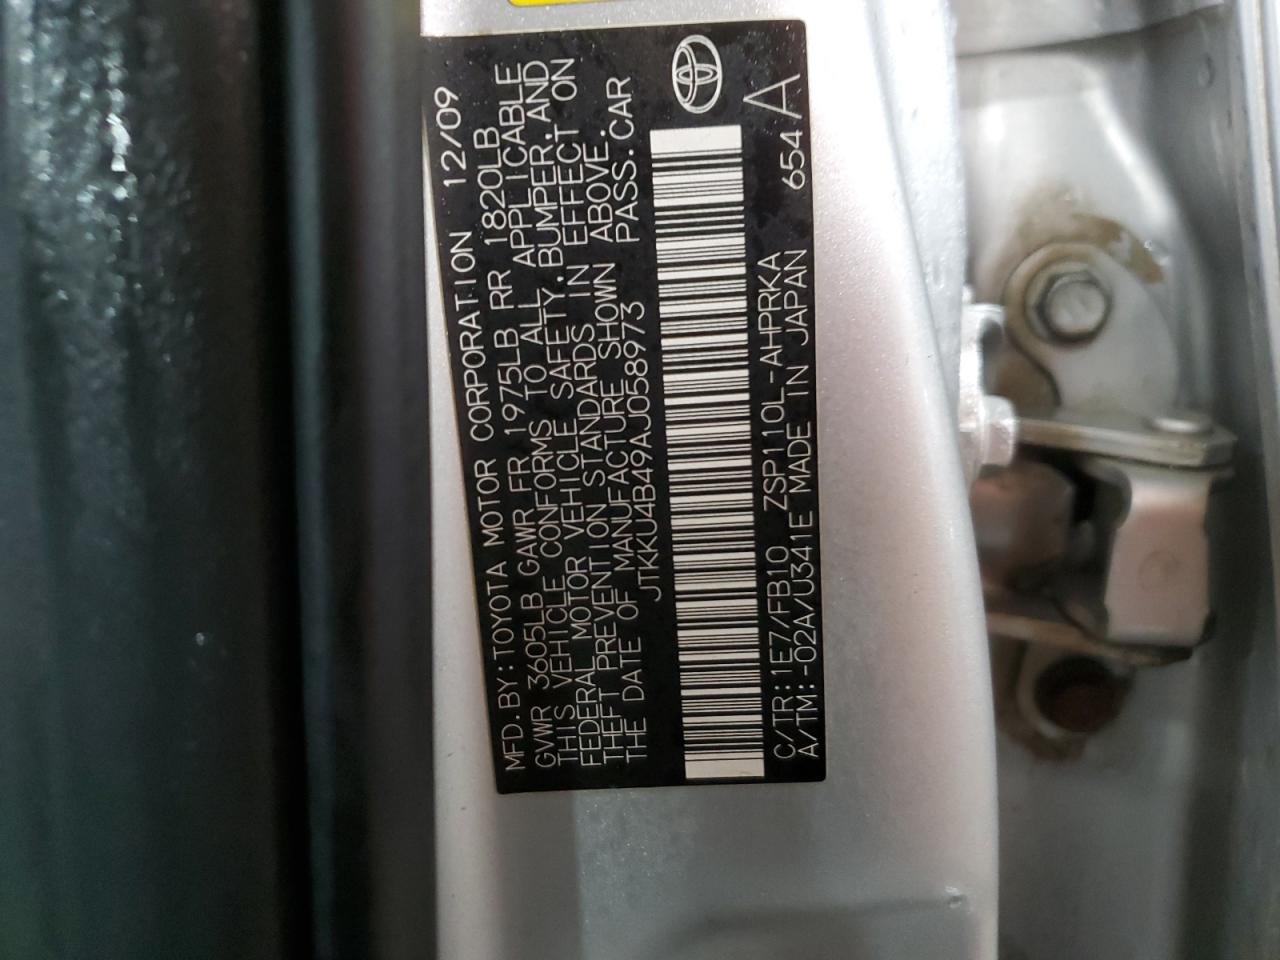 MFD. BY: TOYOTA MOTOR CORPORATION 12/09
GVWR 3605LB GAWR FR 1975LB RR 1820LB
THIS VEHICLE CONFORMS TO ALL APPLICABLE
FEDERAL MOTOR VEHICLE SAFETY. BUMPER. AND
THEFT PREVENTION STANDARDS IN EFFECT ON
THE DATE OF MANUFACTURE SHOWN ABOVE.
JTKKU4B49AJ058973 PASS. CAR
C/TR: 1E7/FB10 ZSP110L-AHPRKA
A/TM: -02A/U341E MADE IN JAPAN 654 A